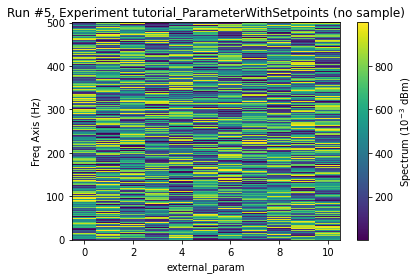 Run #5, Experiment tutorial_ParameterWithSetpoints (no sample)
500
400
300
200
100
0
Freq Axis (Hz)
0 2 4 6 8 10
external_param
800
600
400
200
Spectrum (10⁻³ dBm)